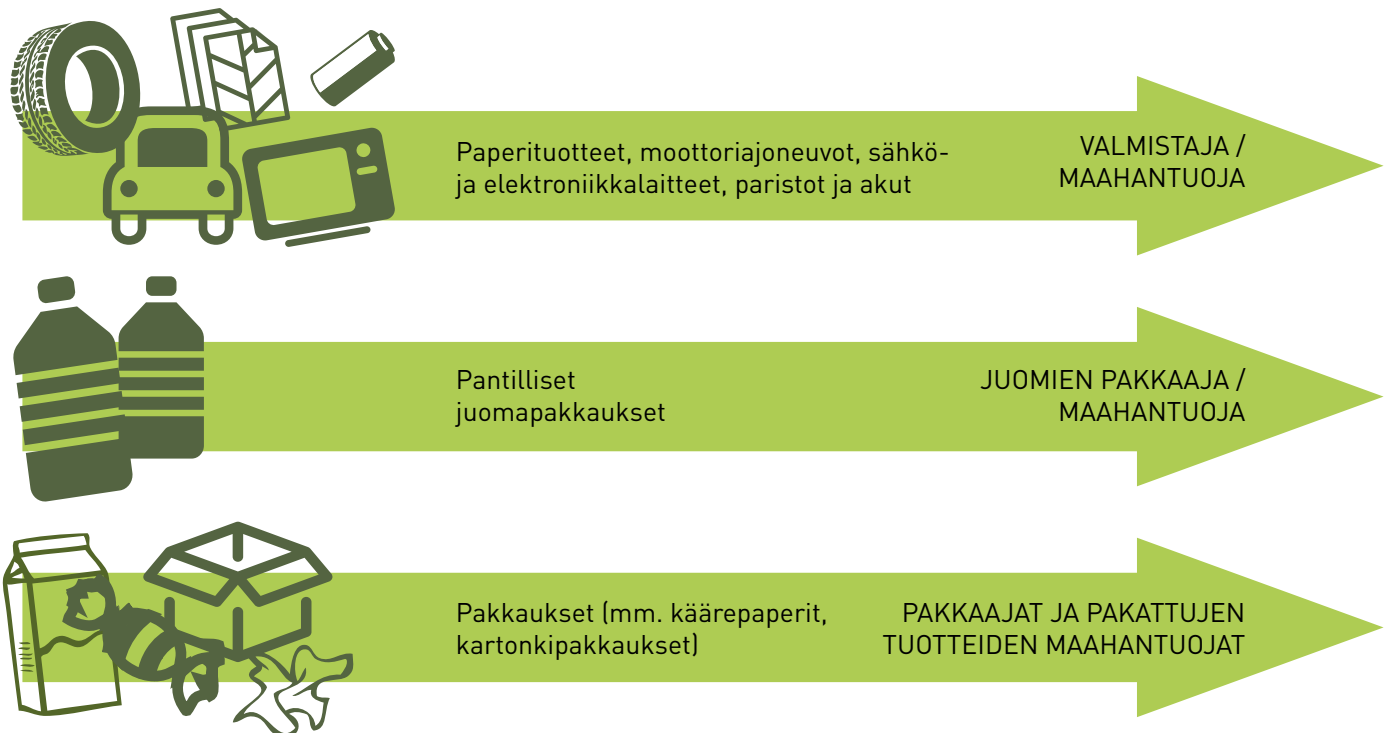 Paperituotteet, moottoriajoneuvot, sähkö-
ja elektroniikkalaitteet, paristot ja akut
VALMISTAJA /
MAAHANTUOJA
Pantilliset
juomapakkaukset
JUOMIEN PAKKAAJA /
MAAHANTUOJA
Pakkaukset (mm. käärepaperit,
kartonkipakkaukset)
PAKKAAJAT JA PAKATTUJEN
TUOTTEIDEN MAAHANTUOJAT